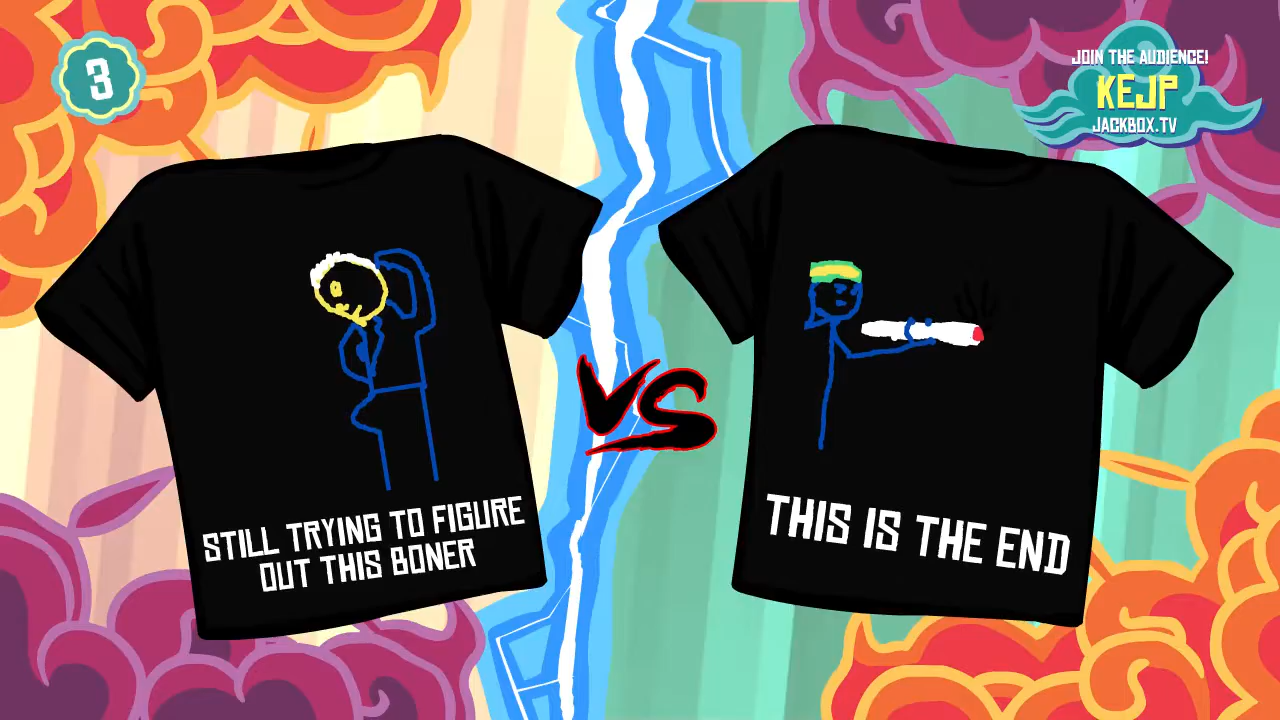 3
JOIN THE AUDIENCE!
KEJP
JACKBOX.TV
VS
STILL TRYING TO FIGURE
OUT THIS BONER
THIS IS THE END